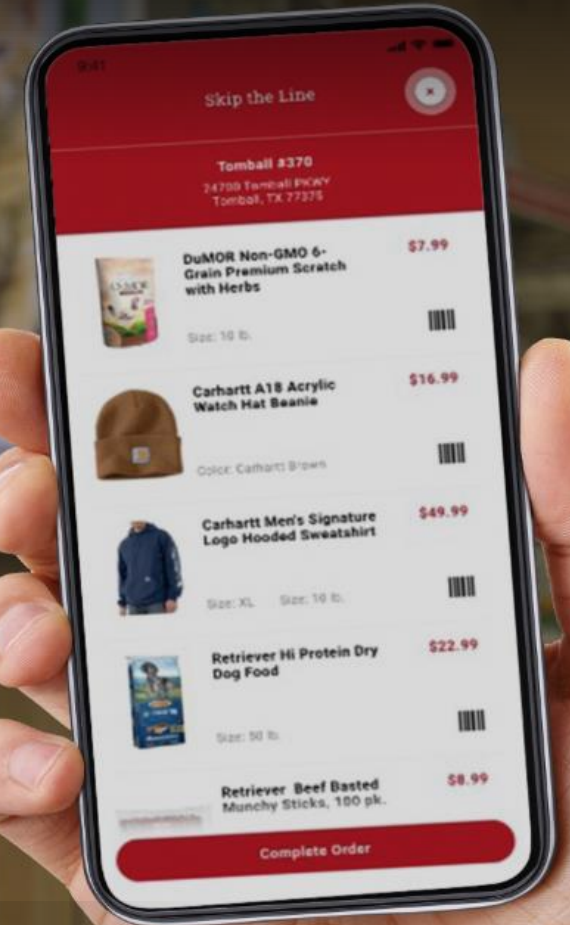 9:41
Skip the Line
Tomball #370
24700 Tomball PKWY
Tomball, TX 77375
DuMOR Non-GMO 6-
Grain Premium Scratch
with Herbs
$7.99
Size: 10 lb.
Carhartt A18 Acrylic
Watch Hat Beanie
$16.99
Color: Carhartt Brown
Carhartt Men's Signature
Logo Hooded Sweatshirt
$49.99
Size: XL Size: 10 lb.
Retriever Hi Protein Dry
Dog Food
$22.99
Size: 50 lb.
Retriever Beef Basted
Munchy Sticks, 100 pk.
$8.99
Complete Order